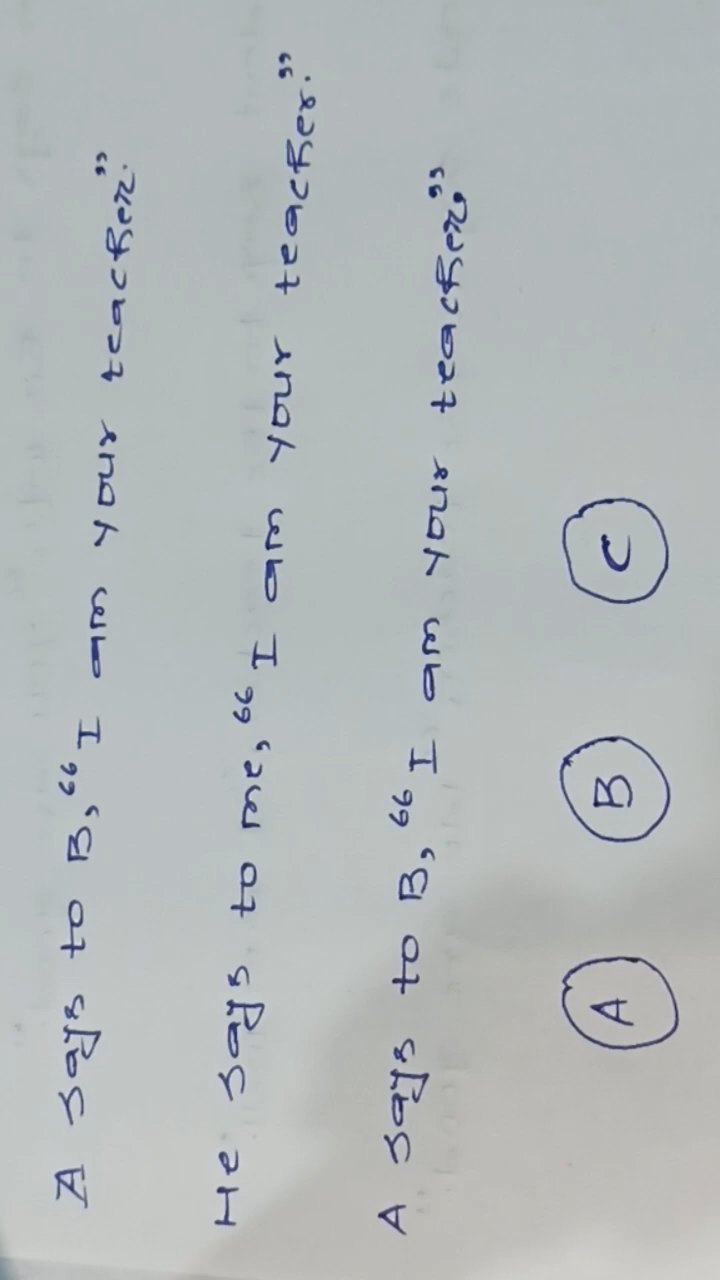 A says to B, "I am your teacher."
He says to me, "I am your teacher."
A says to B, "I am your teacher."
A B C